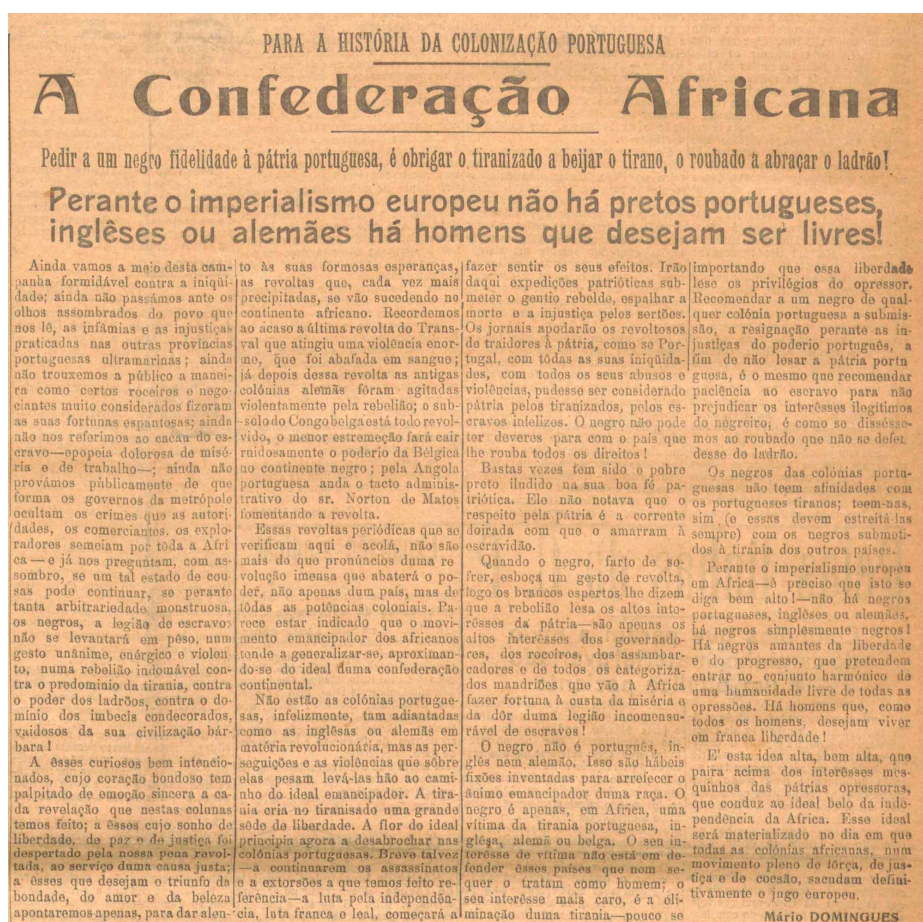 PARA A HISTÓRIA DA COLONIZAÇÃO PORTUGUESA
A Confederação Africana
Pedir a um negro fidelidade à pátria portuguesa, é obrigar o tiranizado a beijar o tirano, o roubado a abraçar o ladrão!
Perante o imperialismo europeu não há pretos portugueses,
inglêses ou alemães há homens que desejam ser livres!
Ainda vamos a meio desta cam-
panha formidável contra a iniqüi-
dade; ainda não passámos ante os
olhos assombrados do povo que
nos lê, as infâmias e as injustiças
praticadas nas outras províncias
portuguesas ultramarinas; ainda
não trouxemos a público a manei-
ra como certos roceiros e nego-
ciantes muito considerados fizeram
as suas fortunas espantosas; ainda
não nos referimos ao cacau do es-
cravo—epopeia dolorosa de misé-
ria e de trabalho—; ainda não
provámos públicamente de que
forma os governos da metrópole
ocultam os crimes que as autori-
dades, os comerciantes, os explo-
radores semeiam por tôda a Áfri
ca—e já nos preguntam, com as-
sombro, se um tal estado de cou-
sas pode continuar, se perante
tanta arbitrariedade monstruosa,
os negros, a legião de escravos
não se levantará em pêso, num
gesto unânime, enérgico e violen-
to, numa rebelião indomável con-
tra o predomínio da tirania, contra
o poder dos ladrões, contra o do-
mínio dos imbecis condecorados,
vaidosos da sua civilização bár-
bara!
A êsses curiosos bem intencio-
nados, cujo coração bondoso tem
palpitado de emoção sincera a ca-
da revelação que nestas colunas
temos feito; a êsses cujo sonho de
liberdade, de paz e de justiça foi
despertado pela nossa pena revol-
tada, ao serviço duma causa justa;
a êsses que desejam o triunfo da
bondade, do amor e da beleza
apontaremos apenas, para dar alen-
to às suas formosas esperanças,
as revoltas que, cada vez mais
precipitadas, se vão sucedendo no
continente africano. Recordemos
ao acaso a última revolta do Trans-
val que atingiu uma violência enor-
me, que foi abafada em sangue;
já depois dessa revolta as antigas
colónias alemãs fôram agitadas
violentamente pela rebelião; o sub-
solo do Congo belga está todo revol-
vido, o menor estremeção fará cair
ruidosamente o poderio da Bélgica
no continente negro; pela Angola
portuguesa anda o tacto adminis-
trativo do sr. Norton de Matos
fomentando a revolta.
Essas revoltas periódicas que se
verificam aqui e acolá, não são
mais do que pronúncios duma re-
volução imensa que abaterá o po-
der, não apenas dum país, mas de
tôdas as potências coloniais. Pa-
rece estar indicado que o movi-
mento emancipador dos africanos
tende a generalizar-se, aproximan-
do-se do ideal duma confederação
continental.
Não estão as colónias portugue-
sas, infelizmente, tam adiantadas
como as inglêsas ou alemãs em
matéria revolucionária, mas as per-
seguições e as violências que sôbre
elas pesam levá-las hão ao cami-
nho do ideal emancipador. A tira-
nia cria no tiranisado uma grande
sêde de liberdade. A flor do ideal
principia agora a desabrochar nas
colónias portuguesas. Breve talvez
—a continuarem os assassinatos
e a extorsões a que temos feito re-
ferência—a luta pela independên-
cia, luta franca e leal, começará a
fazer sentir os seus efeitos. Irão
daqui expedições patrióticas sub-
meter o gentio rebelde, espalhar a
morte e a injustiça pelos sertões.
Os jornais apodarão os revoltosos
de traidores à pátria, como se Por-
tugal, com tôdas as suas iniqüida-
des, com todos os seus abusos e
violências, pudesse ser considerado
pátria pelos tiranizados, pelos es-
cravos infelizes. O negro não pode
ter deveres para com o país que
lhe rouba todos os direitos!
Bastas vezes tem sido o pobre
preto iludido na sua boa fé pa-
triótica. Ele não notava que o
respeito pela pátria é a corrente
doirada com que o amarram à
escravidão.
Quando o negro, farto de so-
frer, esboça um gesto de revolta,
logo os brancos espertos lhe dizem
que a rebelião lesa os altos inte-
rêsses da pátria—são apenas os
altos interêsses dos governado-
res, dos roceiros, dos assambar-
cadores e de todos os categoriza-
dos mandriões que vão à África
fazer fortuna à custa da miséria e
da dôr duma legião incomensu-
rável de escravos!
O negro não é português, in-
glês nem alemão. Isso são hábeis
fixões inventadas para arrefecer o
ânimo emancipador duma raça. O
negro é apenas, em Africa, uma
vítima da tirania portuguesa, in-
glêsa, alemã ou belga. O seu in-
terêsse de vítima não está em de-
fender êsses países que nem se-
quer o tratam como homem; o
seu interêsse mais caro, é a eli-
minação duma tirania—pouco se
importando que essa liberdade
lese os privilégios do opressor.
Recomendar a um negro de qual-
quer colónia portuguesa a submis-
são, a resignação perante as in-
justiças do poderio português, a
fim de não lesar a pátria portu
guesa, é o mesmo que recomendar
paciência ao escravo para não
prejudicar os interêsses ilegítimos
do negreiro, é como se disésse-
mos ao roubado que não se defen
desse do ladrão.
Os negros das colónias portu-
guesas não teem afinidades com
os portugueses tiranos; teem-nas,
sim (e essas devem estreitá-las
sempre) com os negros submeti-
dos à tirania dos outros países.
Perante o imperialismo europeu
em Africa—é preciso que isto se
diga bem alto!—não há negros
portugueses, inglêses ou alemães,
há negros simplesmente negros!
Há negros amantes da liberdade
e do progresso, que pretendem
entrar no conjunto harmónico de
uma humanidade livre de todas as
opressões. Há homens que, como
todos os homens, desejam viver
em franca liberdade!
E' esta idea alta, bem alta, que
paira acima dos interêsses mes-
quinhos das pátrias opressoras,
que conduz ao ideal belo da inde-
pendência da Africa. Esse ideal
será materializado no dia em que
todas as colónias africanas, num
movimento pleno de fôrça, de jus-
tiça e de coesão, sacudam defini-
tivamente o jugo europeu.
Mário DOMINGUES